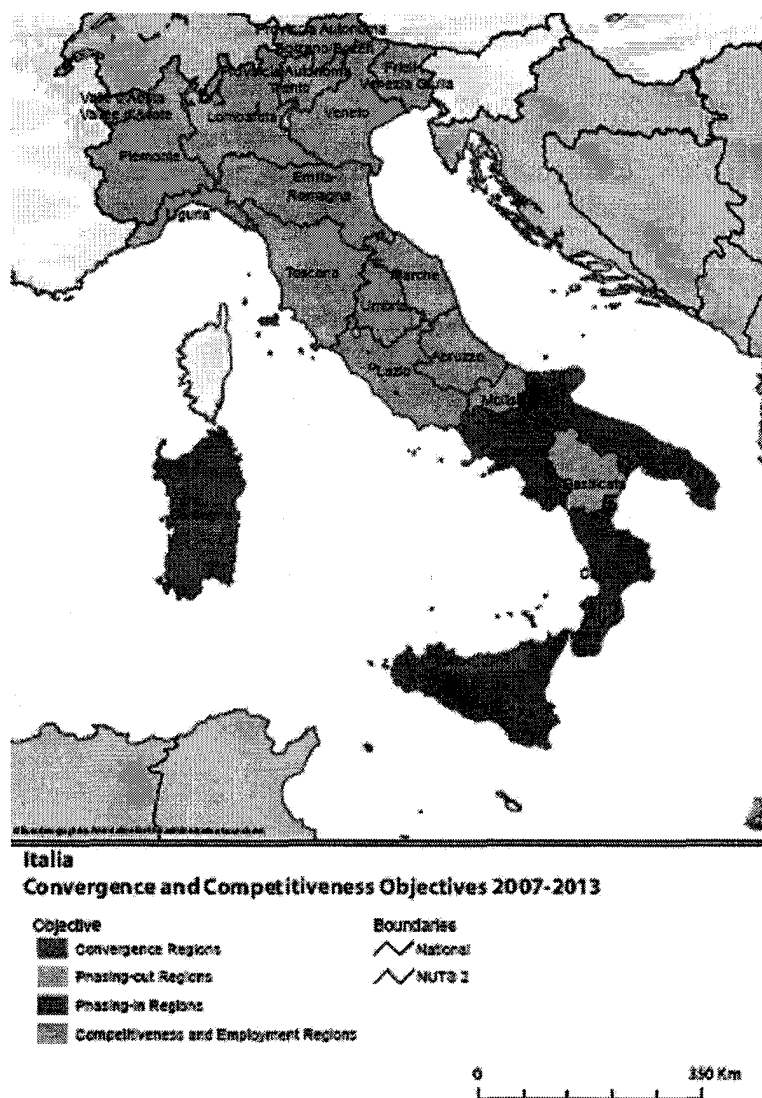 Provincia Autonoma
Bolzano Bozen
Provincia Autonoma
Trento
Friuli
Venezia Giulia
Valle d'Aosta
Lombardia
Veneto
Piemonte
Emilia
Romagna
Liguria
Toscana
Marche
Umbria
Abruzzo
Lazio
Molise
Basilicata
Italia
Convergence and Competitiveness Objectives 2007-2013
Objective
Boundaries
Convergence Regions
National
Phasing-out Regions
NUTS 2
Phasing-in Regions
Competitiveness and Employment Regions
0
350 Km